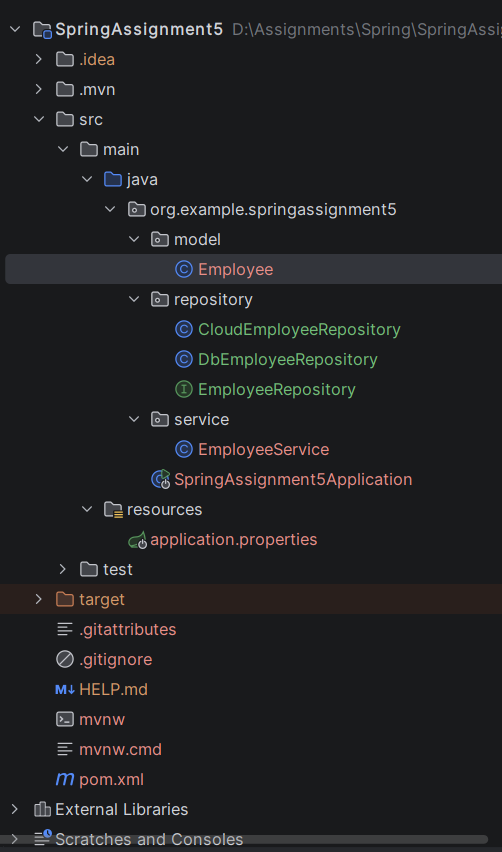 SpringAssignment5 D:\Assignments\Spring\SpringAssig
.idea
.mvn
src
main
java
org.example.springassignment5
model
C Employee
repository
C CloudEmployeeRepository
C DbEmployeeRepository
I EmployeeRepository
service
C EmployeeService
C SpringAssignment5Application
resources
application.properties
test
target
.gitattributes
.gitignore
M↓ HELP.md
mvnw
mvnw.cmd
m pom.xml
External Libraries
Scratches and Consoles